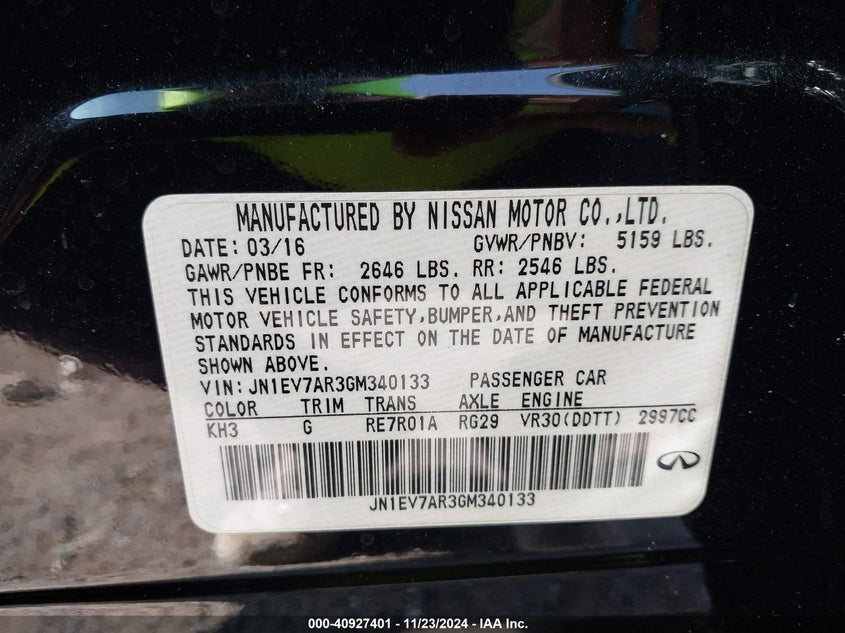 MANUFACTURED BY NISSAN MOTOR CO.,LTD.
DATE: 03/16 GVWR/PNBV: 5159 LBS.
GAWR/PNBE FR: 2646 LBS. RR: 2546 LBS.
THIS VEHICLE CONFORMS TO ALL APPLICABLE FEDERAL
MOTOR VEHICLE SAFETY,BUMPER,AND THEFT PREVENTION
STANDARDS IN EFFECT ON THE DATE OF MANUFACTURE
SHOWN ABOVE.
VIN:JN1EV7AR3GM340133 PASSENGER CAR
COLOR TRIM TRANS AXLE ENGINE
KH3 G RE7R01A RG29 VR30(DDTT) 2997CC
JN1EV7AR3GM340133
000-40927401 - 11/23/2024 - IAA Inc.